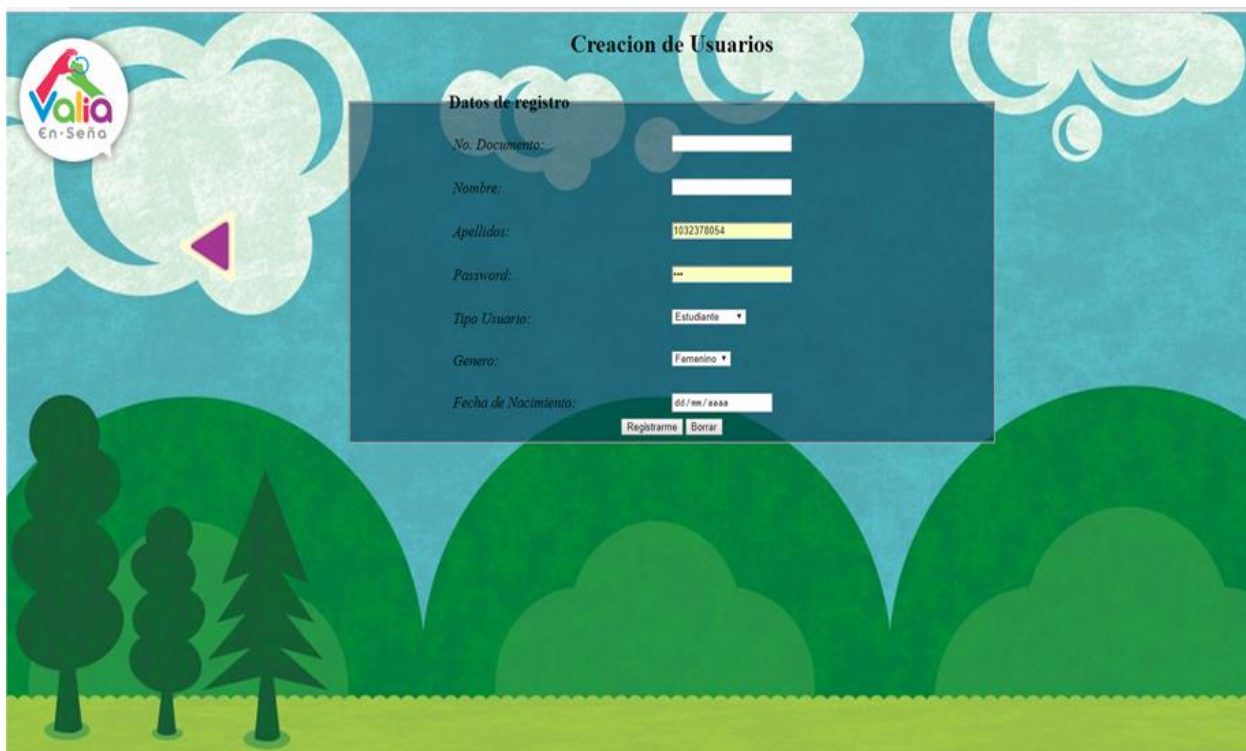 Creacion de Usuarios
Valia
En-Seña
Datos de registro
No. Documento:
Nombre:
Apellidos: 1032378054
Password: •••
Tipo Usuario: Estudiante
Genero: Femenino
Fecha de Nacimiento: dd/mm/aaaa
Registrarme Borrar